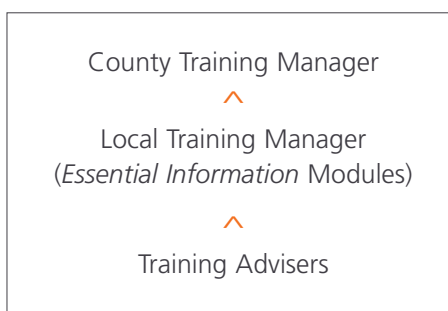 County Training Manager
Local Training Manager
(Essential Information Modules)
Training Advisers